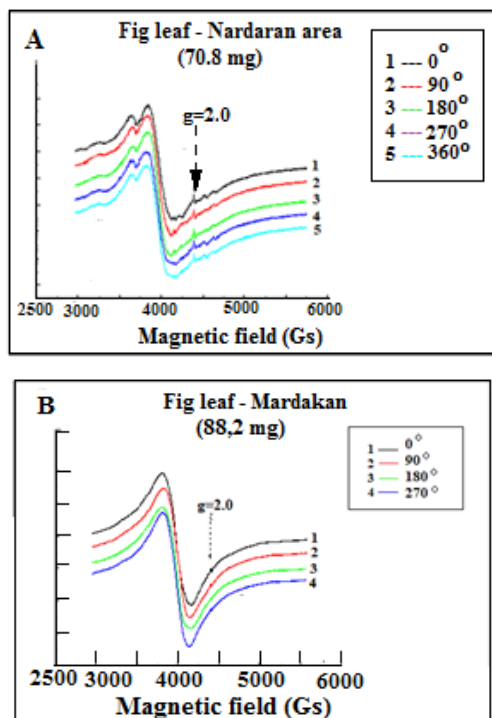 A
Fig leaf - Nardaran area
(70.8 mg)
1 — 0°
2 — 90°
3 — 180°
4 — 270°
5 — 360°
g=2.0
1
2
3
4
5
2500 3000 4000 5000 6000
Magnetic field (Gs)
B
Fig leaf - Mardakan
(88,2 mg)
1 — 0°
2 — 90°
3 — 180°
4 — 270°
g=2.0
1
2
3
4
2500 3000 4000 5000 6000
Magnetic field (Gs)